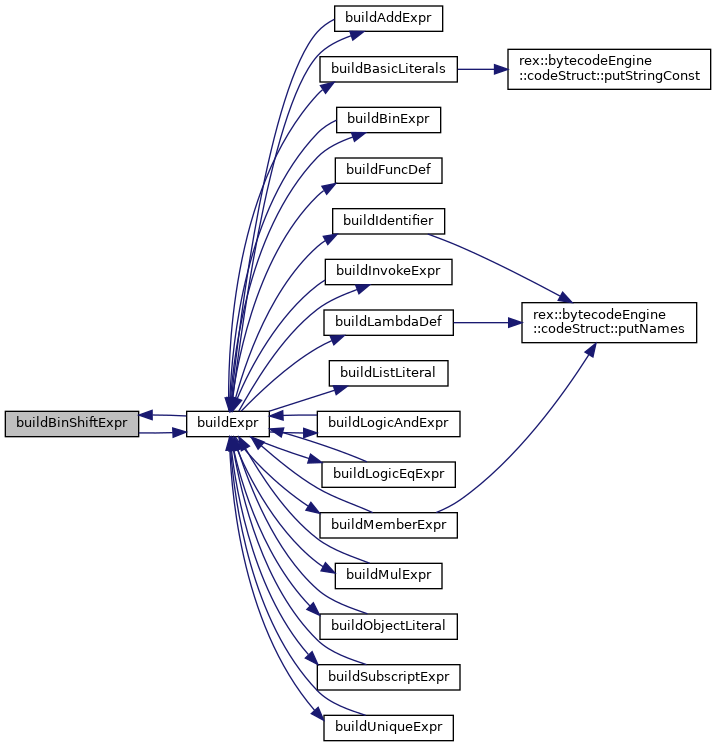 buildAddExpr
buildBasicLiterals
rex::bytecodeEngine
::codeStruct::putStringConst
buildBinExpr
buildFuncDef
buildIdentifier
buildInvokeExpr
rex::bytecodeEngine
::codeStruct::putNames
buildLambdaDef
buildListLiteral
buildBinShiftExpr
buildExpr
buildLogicAndExpr
buildLogicEqExpr
buildMemberExpr
buildMulExpr
buildObjectLiteral
buildSubscriptExpr
buildUniqueExpr